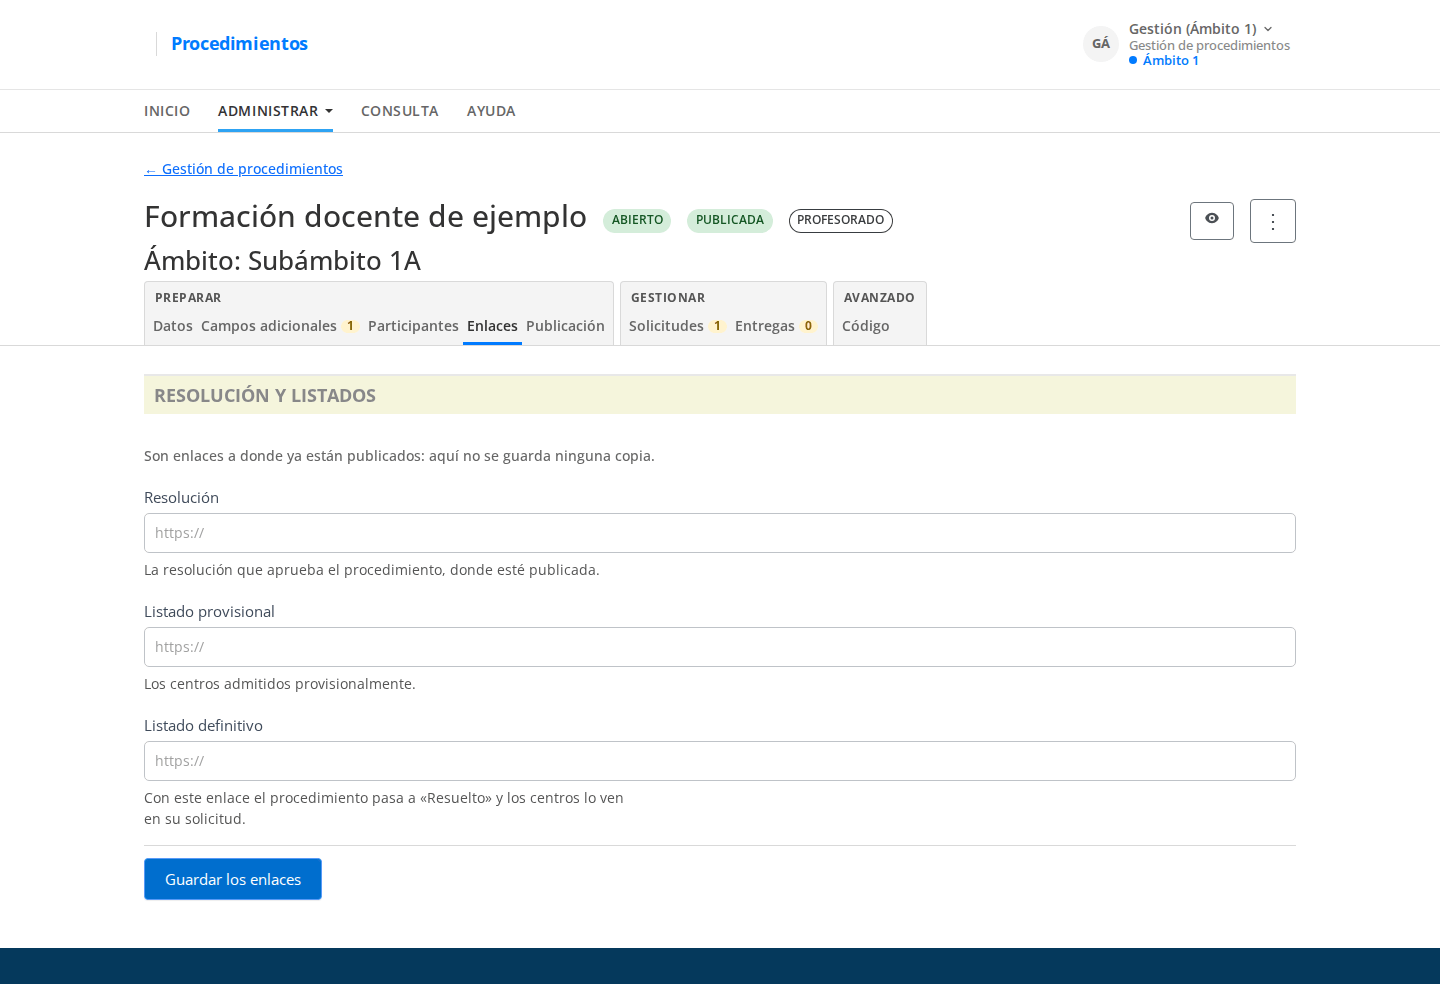 Procedimientos
GÁ
Gestión (Ámbito 1)
Gestión de procedimientos
Ámbito 1
INICIO ADMINISTRAR CONSULTA AYUDA
← Gestión de procedimientos
Formación docente de ejemplo ABIERTO PUBLICADA PROFESORADO
Ámbito: Subámbito 1A
PREPARAR GESTIONAR AVANZADO
Datos Campos adicionales 1 Participantes Enlaces Publicación Solicitudes 1 Entregas 0 Código
RESOLUCIÓN Y LISTADOS
Son enlaces a donde ya están publicados: aquí no se guarda ninguna copia.
Resolución
https://
La resolución que aprueba el procedimiento, donde esté publicada.
Listado provisional
https://
Los centros admitidos provisionalmente.
Listado definitivo
https://
Con este enlace el procedimiento pasa a «Resuelto» y los centros lo ven
en su solicitud.
Guardar los enlaces